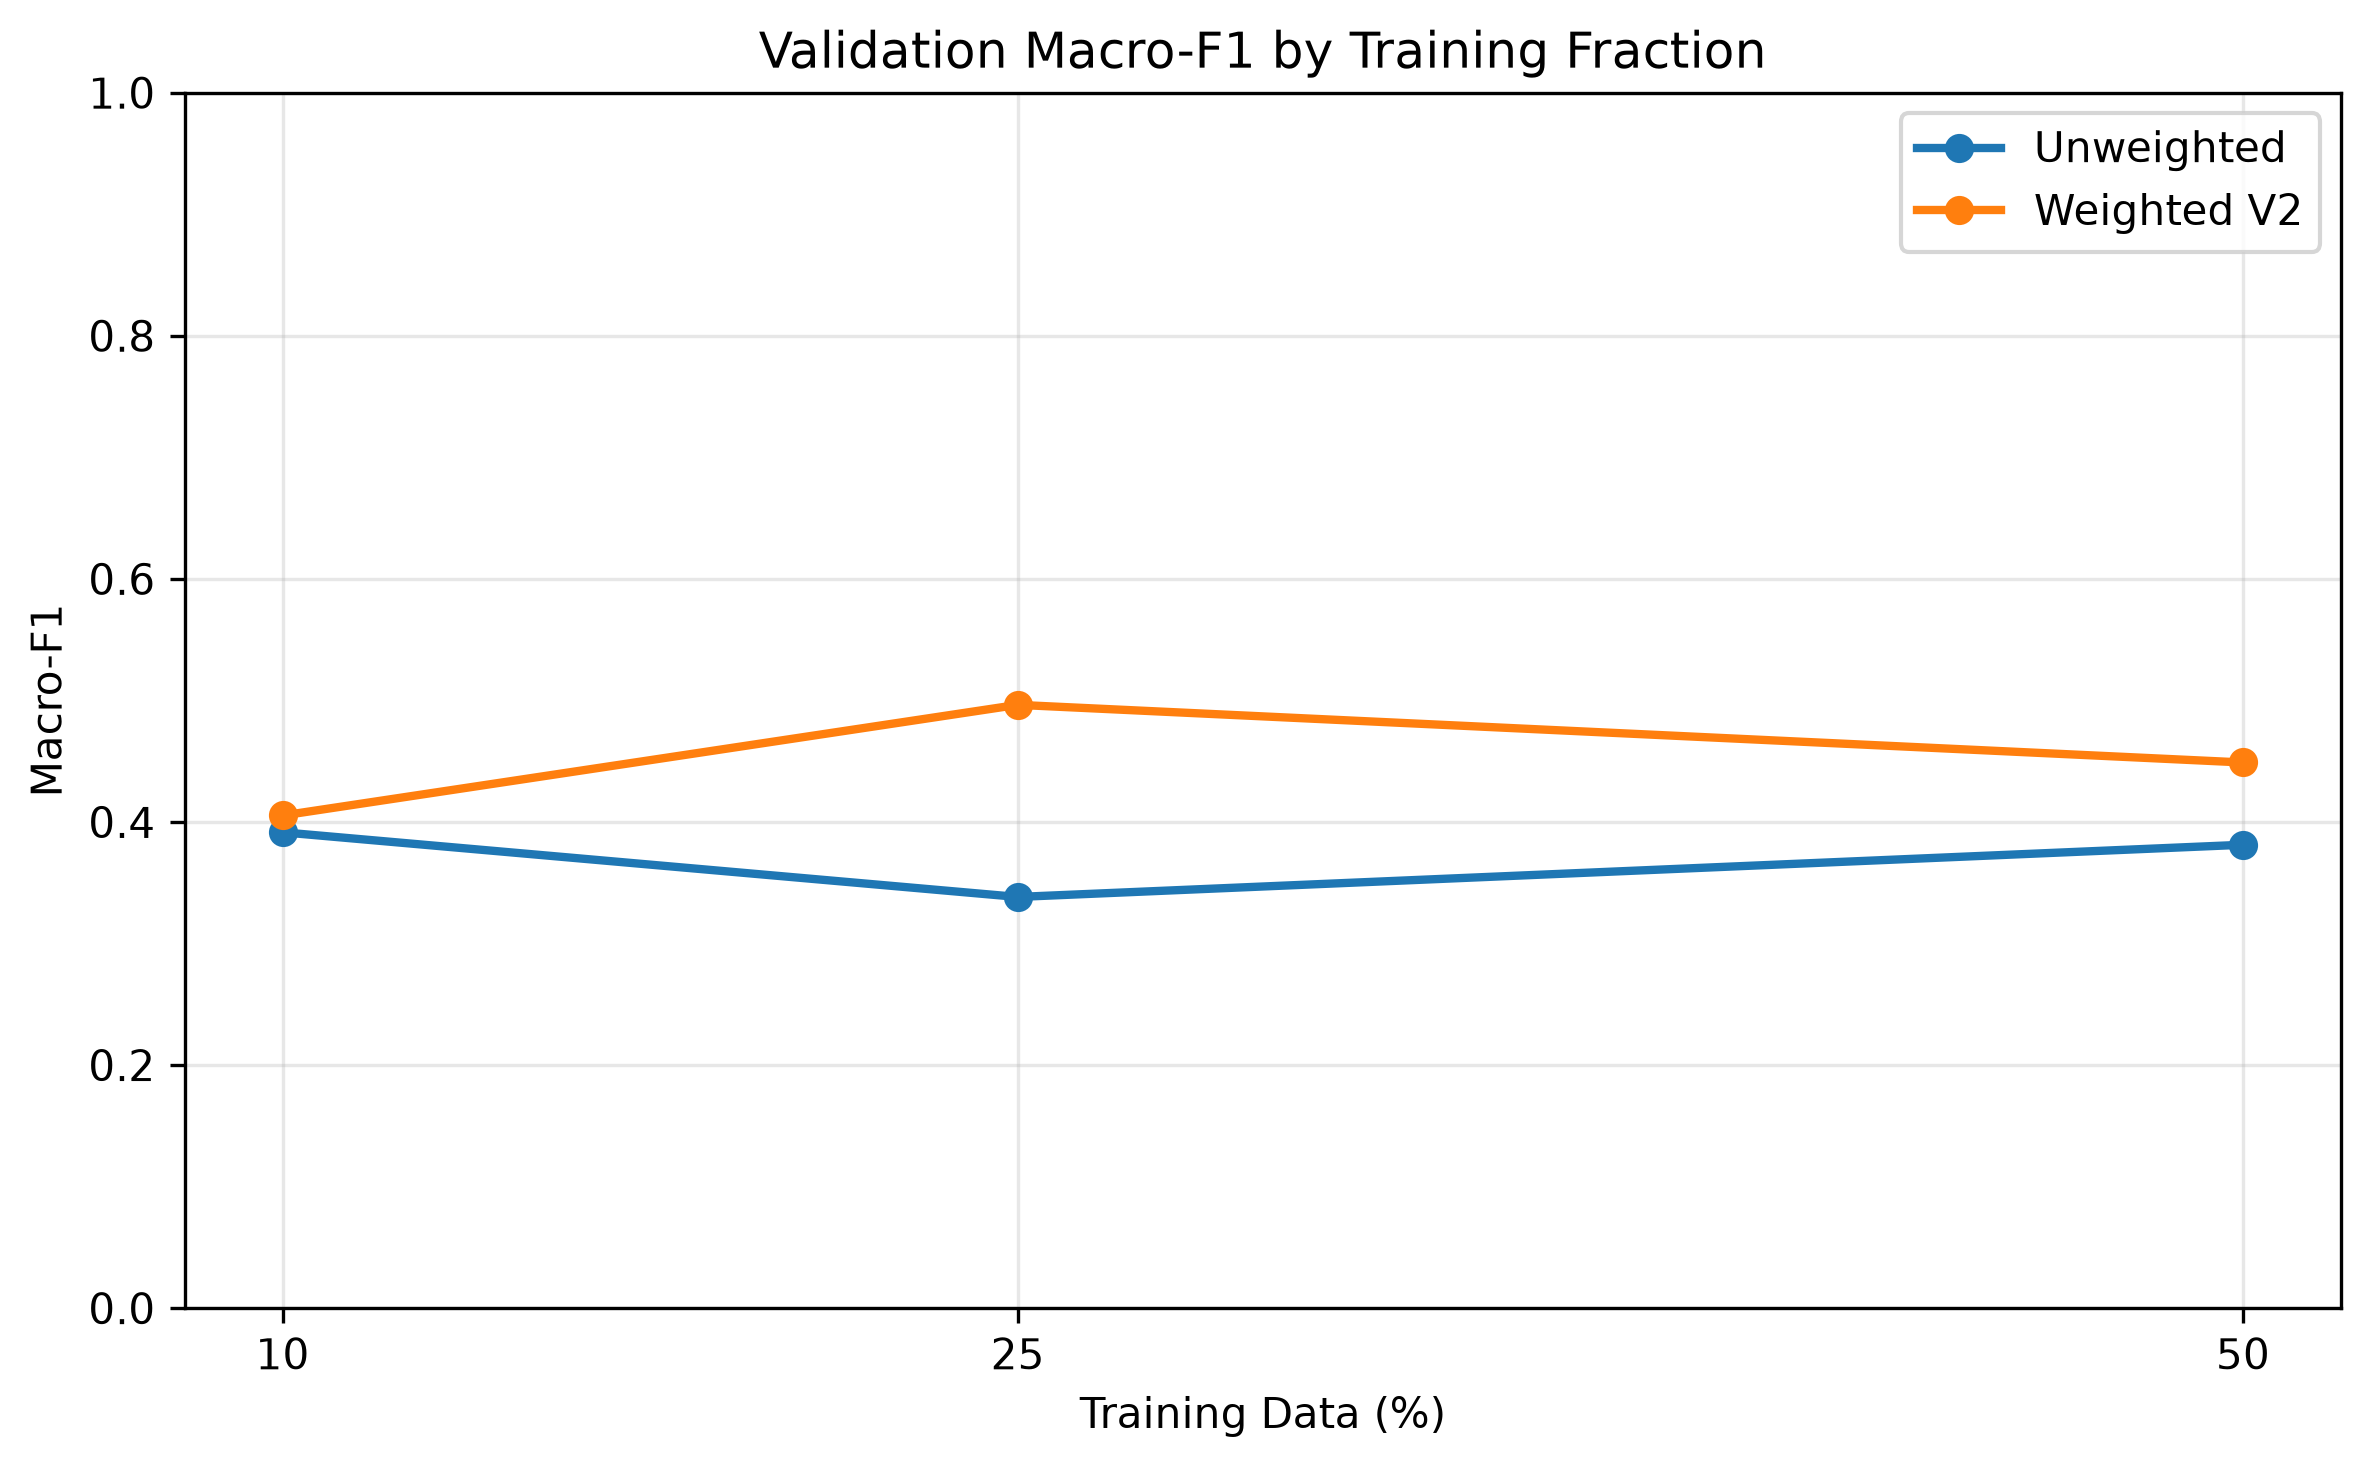 Validation Macro-F1 by Training Fraction
Unweighted
Weighted V2
1.0
0.8
0.6
0.4
0.2
0.0
Macro-F1
10 25 50
Training Data (%)